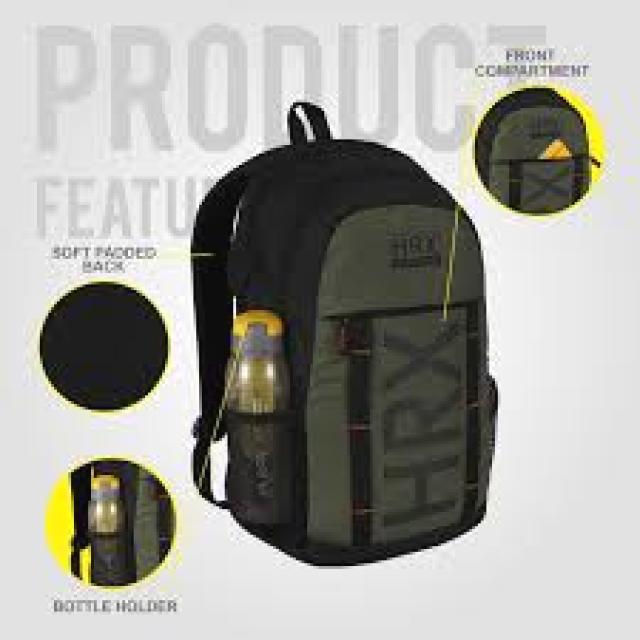 PRODUCT
FEATU
FRONT
COMPARTMENT
SOFT PADDED
BACK
HRX
HRX
BOTTLE HOLDER